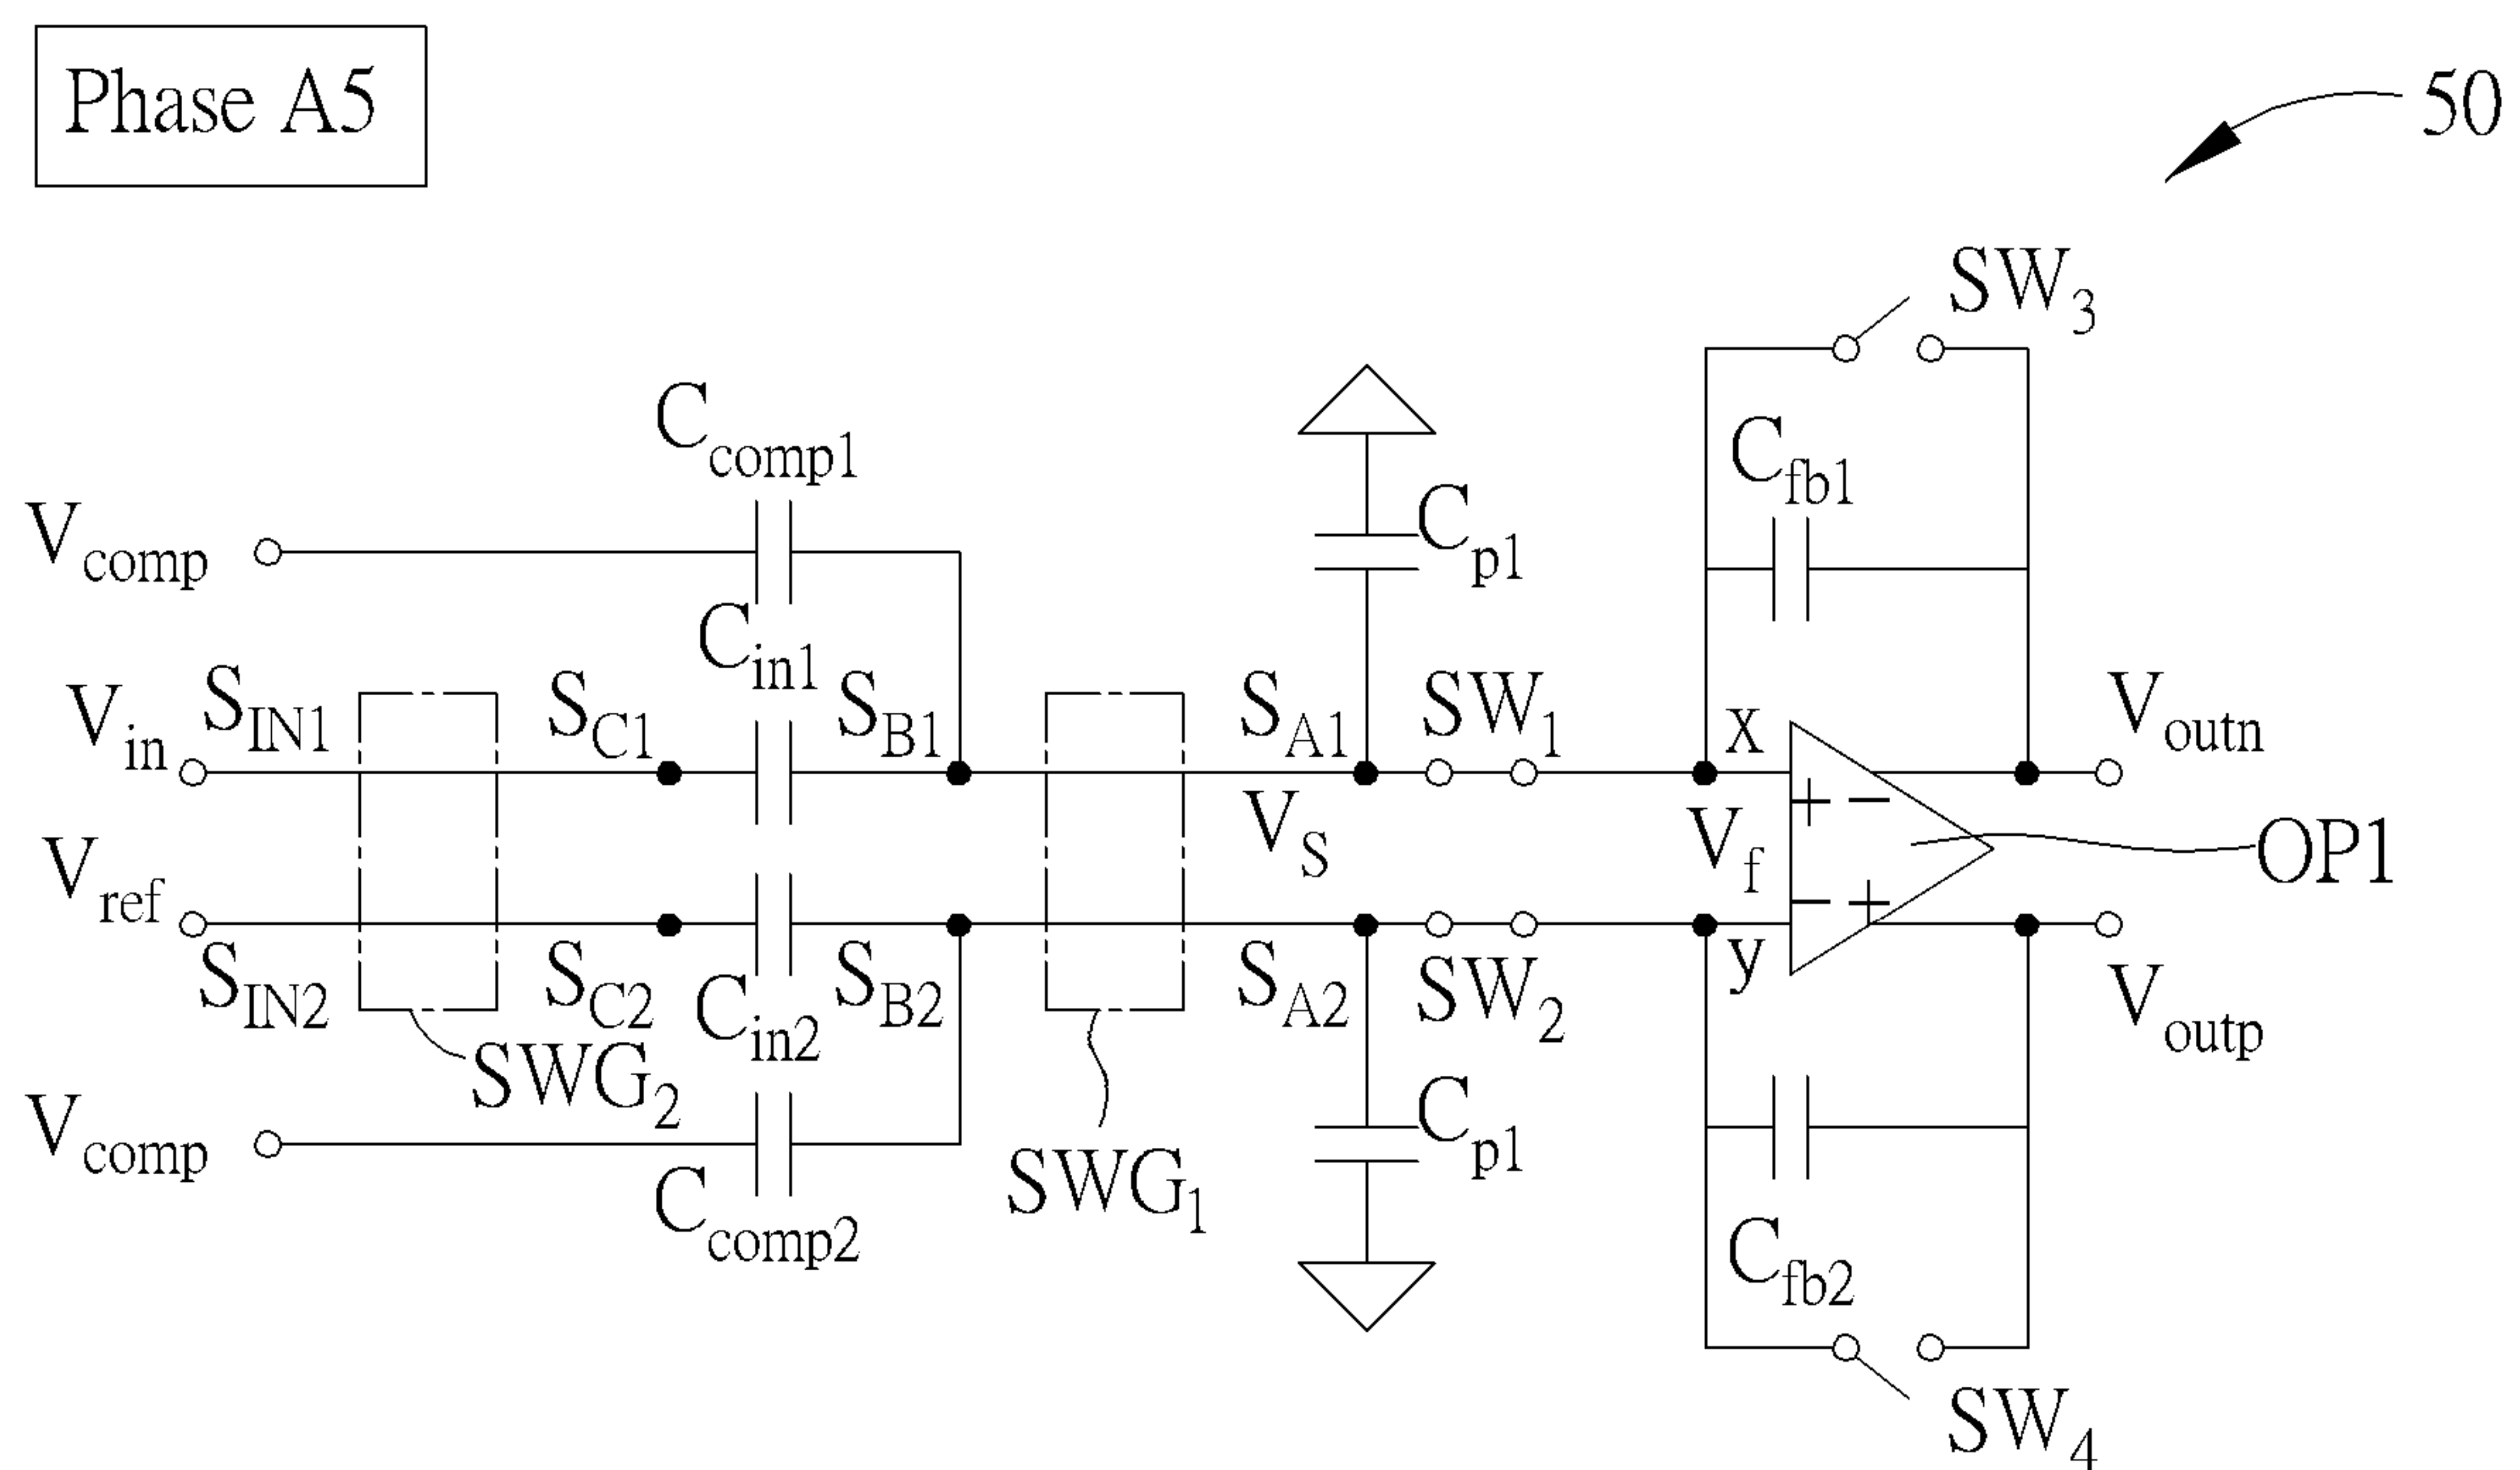 Phase A5
50
SW3
Ccomp1
Cfb1
Vcomp
Cp1
Cin1
Vin
SIN1
SC1
SB1
SA1
SW1
x
Voutn
+ −
VS
Vf
OP1
Vref
− +
SIN2
SC2
Cin2
SB2
SA2
SW2
y
Voutp
SWG2
Vcomp
Cp1
SWG1
Ccomp2
Cfb2
SW4